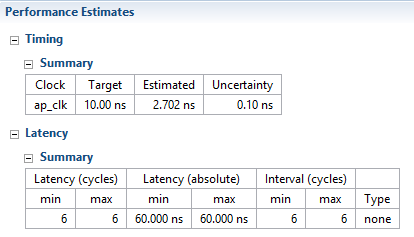 Performance Estimates
Timing
Summary
Clock Target Estimated Uncertainty
ap_clk 10.00 ns 2.702 ns 0.10 ns
Latency
Summary
Latency (cycles) Latency (absolute) Interval (cycles)
min max min max min max Type
6 6 60.000 ns 60.000 ns 6 6 none